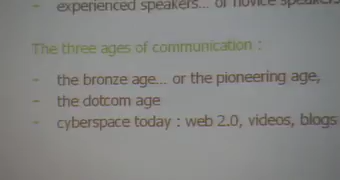 - experienced speakers... or novice speakers
The three ages of communication :
- the bronze age... or the pioneering age,
- the dotcom age
- cyberspace today : web 2.0, videos, blogs